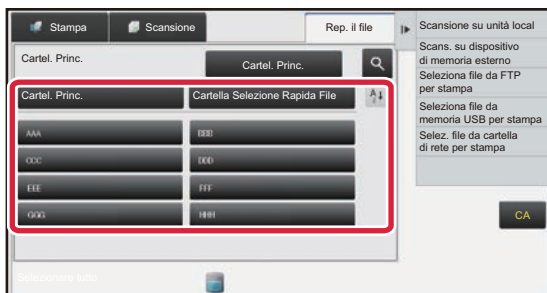 Stampa
Scansione
Rep. il file
Cartel. Princ.
Cartel. Princ.
Cartel. Princ.
Cartella Selezione Rapida File
AAA
BBB
CCC
DDD
EEE
FFF
GGG
HHH
Selezionare tutto
Scansione su unità local
Scans. su dispositivo
di memoria esterno
Seleziona file da FTP
per stampa
Seleziona file da
memoria USB per stampa
Selez. file da cartella
di rete per stampa
CA